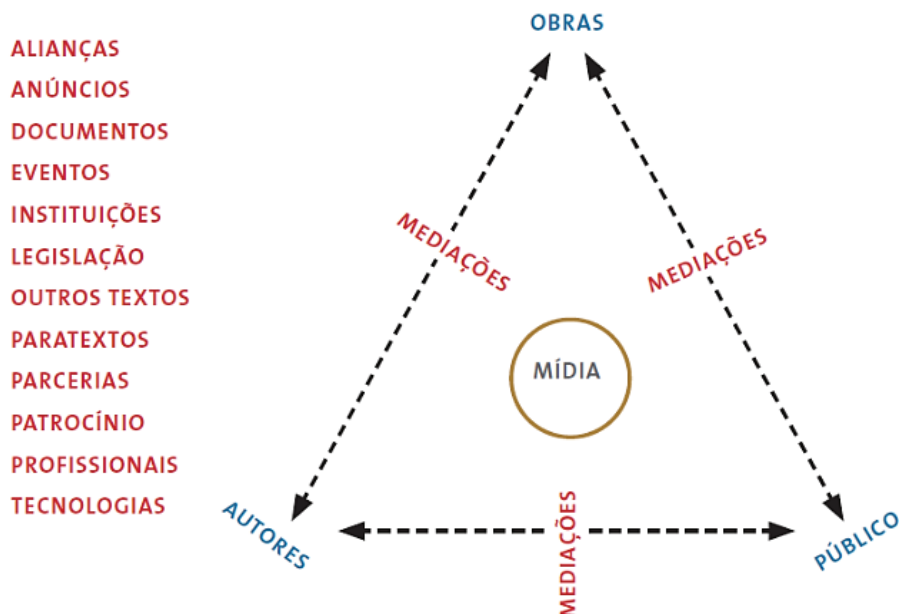 OBRAS
ALIANÇAS
ANÚNCIOS
DOCUMENTOS
EVENTOS
INSTITUIÇÕES
LEGISLAÇÃO
OUTROS TEXTOS
PARATEXTOS
PARCERIAS
PATROCÍNIO
PROFISSIONAIS
TECNOLOGIAS
MEDIAÇÕES
MEDIAÇÕES
MÍDIA
AUTORES
MEDIAÇÕES
PÚBLICO